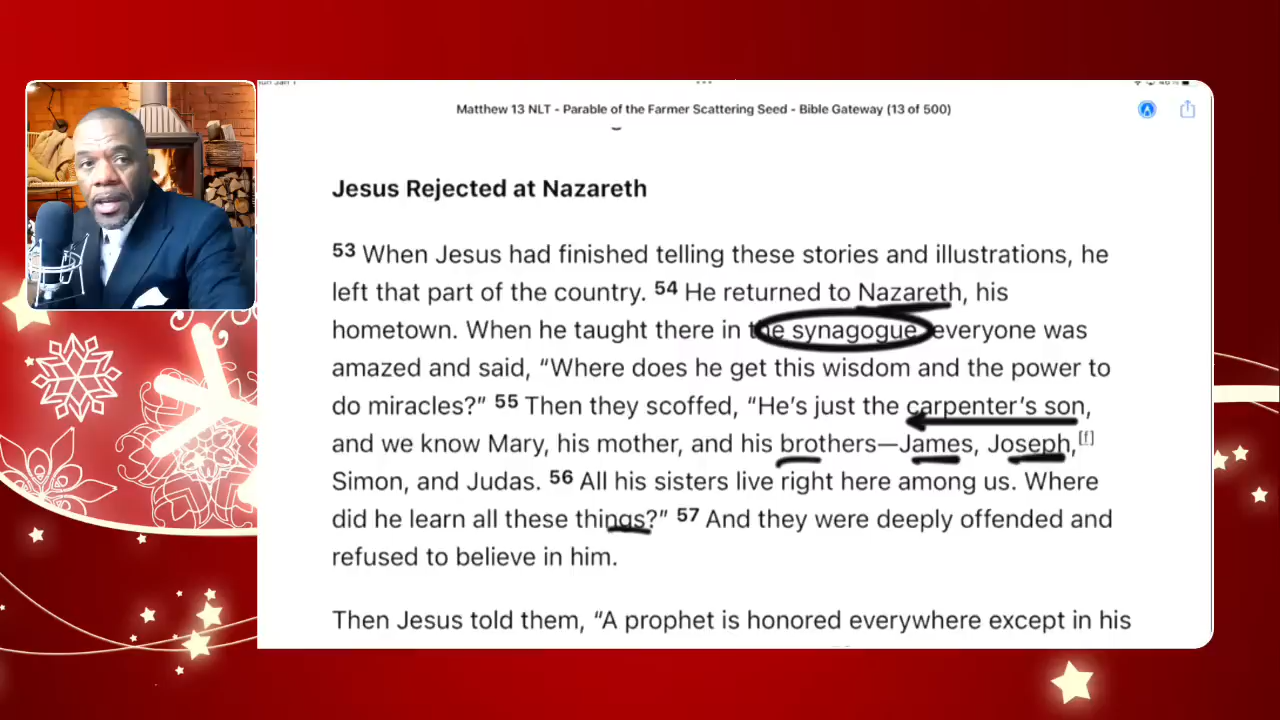 Matthew 13 NLT - Parable of the Farmer Scattering Seed - Bible Gateway (13 of 500)
Jesus Rejected at Nazareth
53 When Jesus had finished telling these stories and illustrations, he
left that part of the country. 54 He returned to Nazareth, his
hometown. When he taught there in the synagogue, everyone was
amazed and said, “Where does he get this wisdom and the power to
do miracles?” 55 Then they scoffed, “He’s just the carpenter’s son,
and we know Mary, his mother, and his brothers—James, Joseph,[f]
Simon, and Judas. 56 All his sisters live right here among us. Where
did he learn all these things?” 57 And they were deeply offended and
refused to believe in him.
Then Jesus told them, “A prophet is honored everywhere except in his